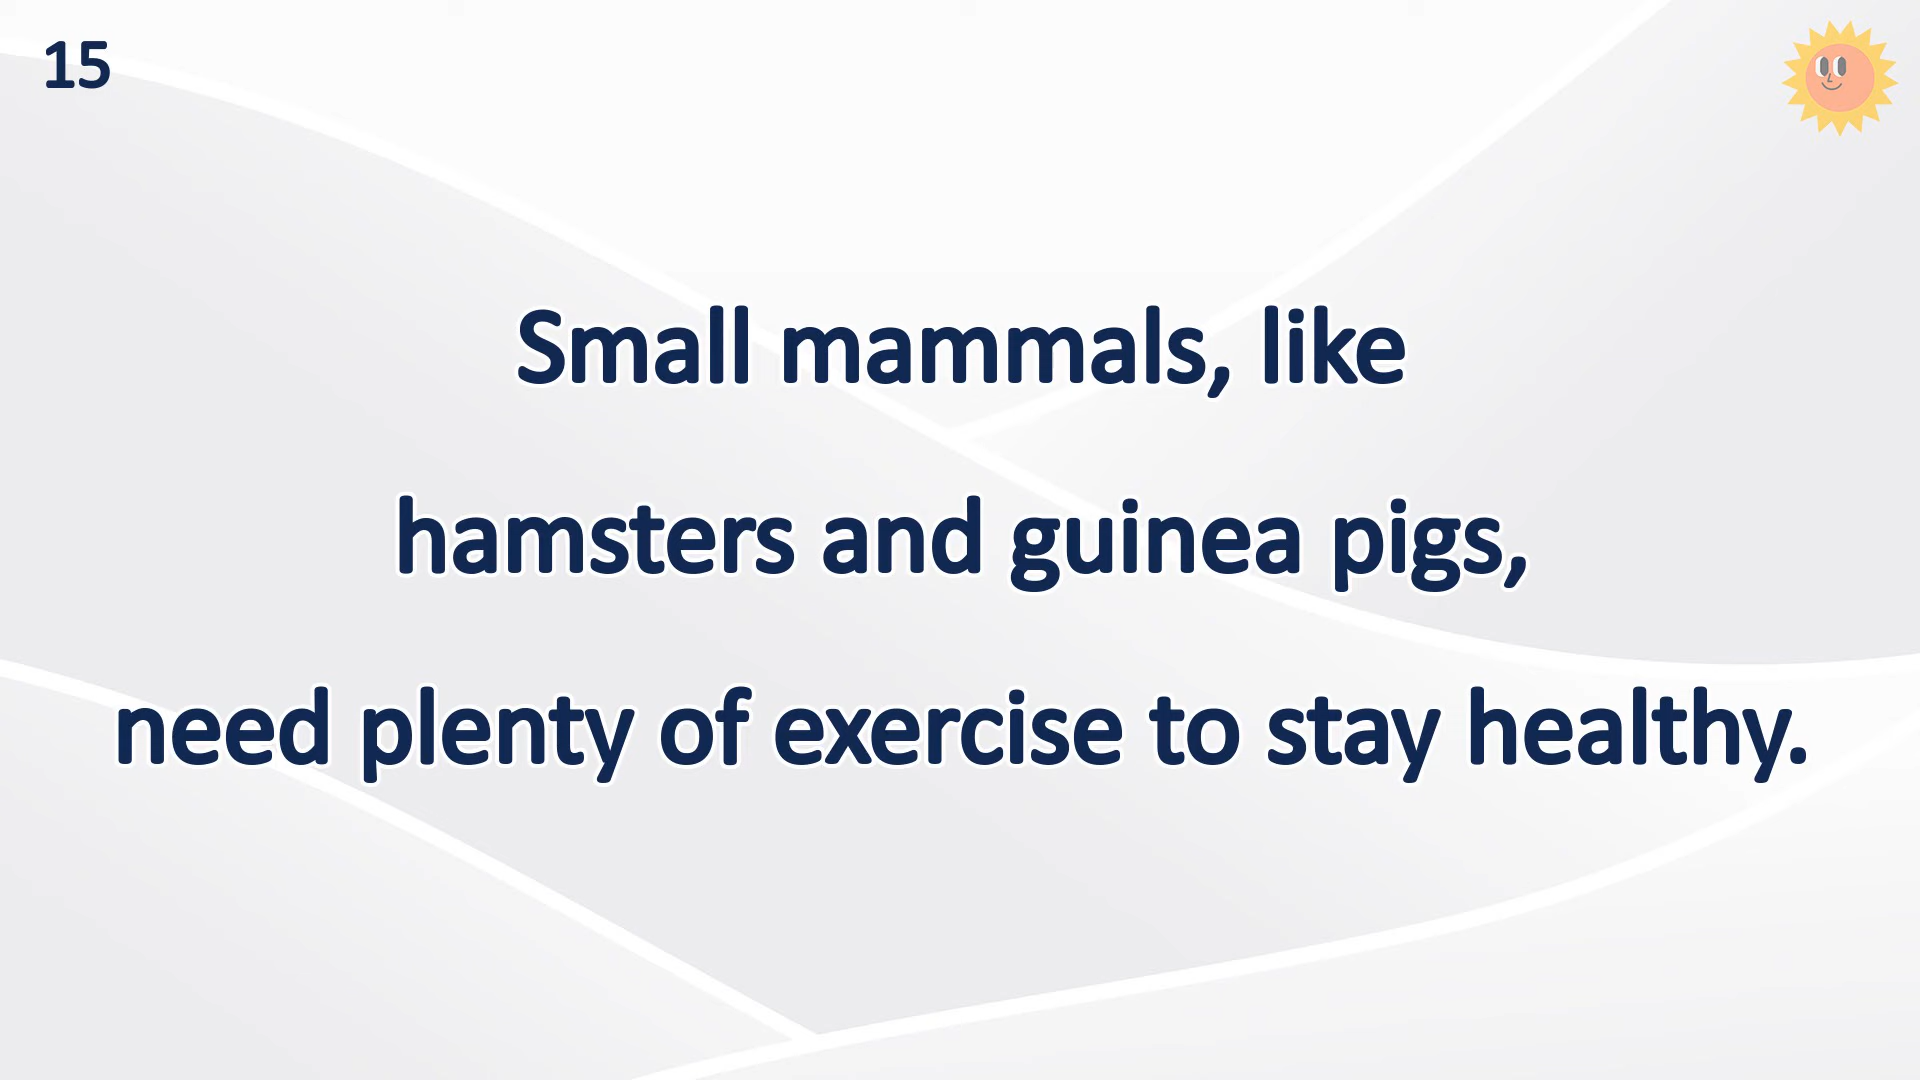 15
Small mammals, like
hamsters and guinea pigs,
need plenty of exercise to stay healthy.